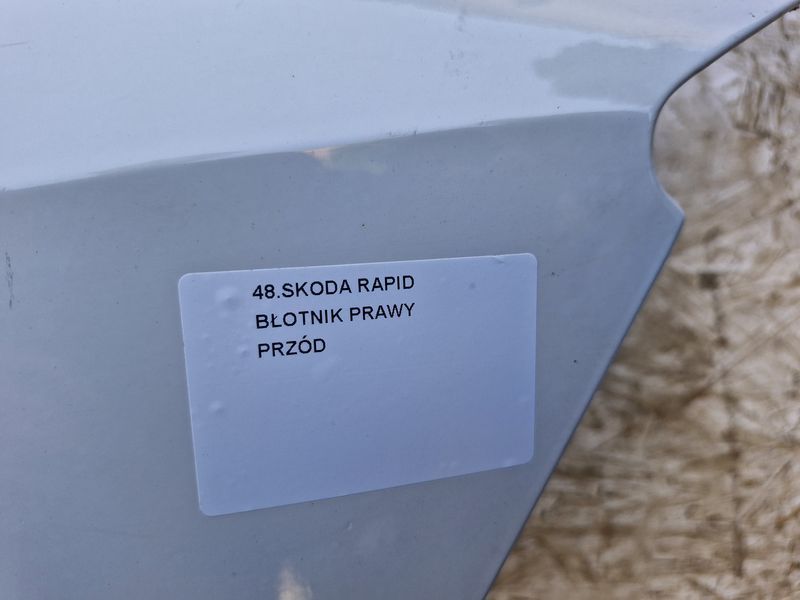 48.SKODA RAPID
BŁOTNIK PRAWY
PRZÓD